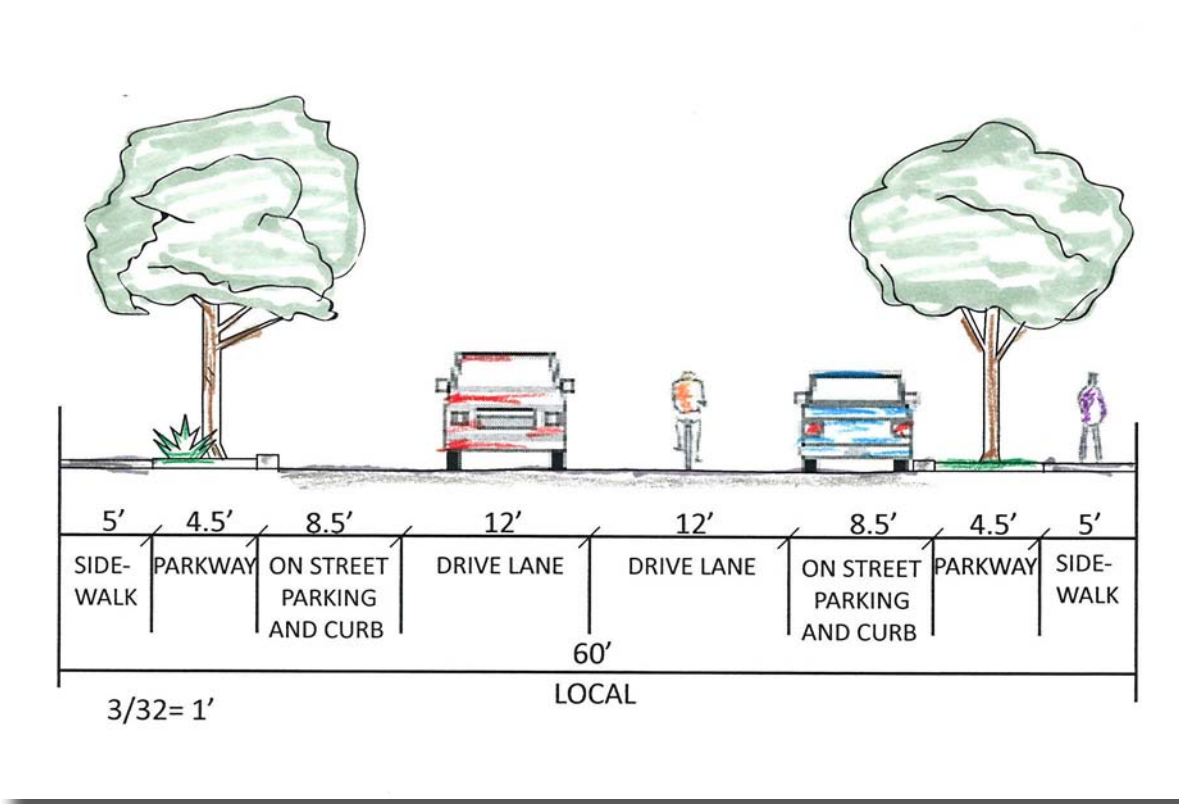 5’ 4.5’ 8.5’ 12’ 12’ 8.5’ 4.5’ 5’
SIDE-
WALK
PARKWAY
ON STREET
PARKING
AND CURB
DRIVE LANE
DRIVE LANE
ON STREET
PARKING
AND CURB
PARKWAY
SIDE-
WALK
60’
LOCAL
3/32= 1’